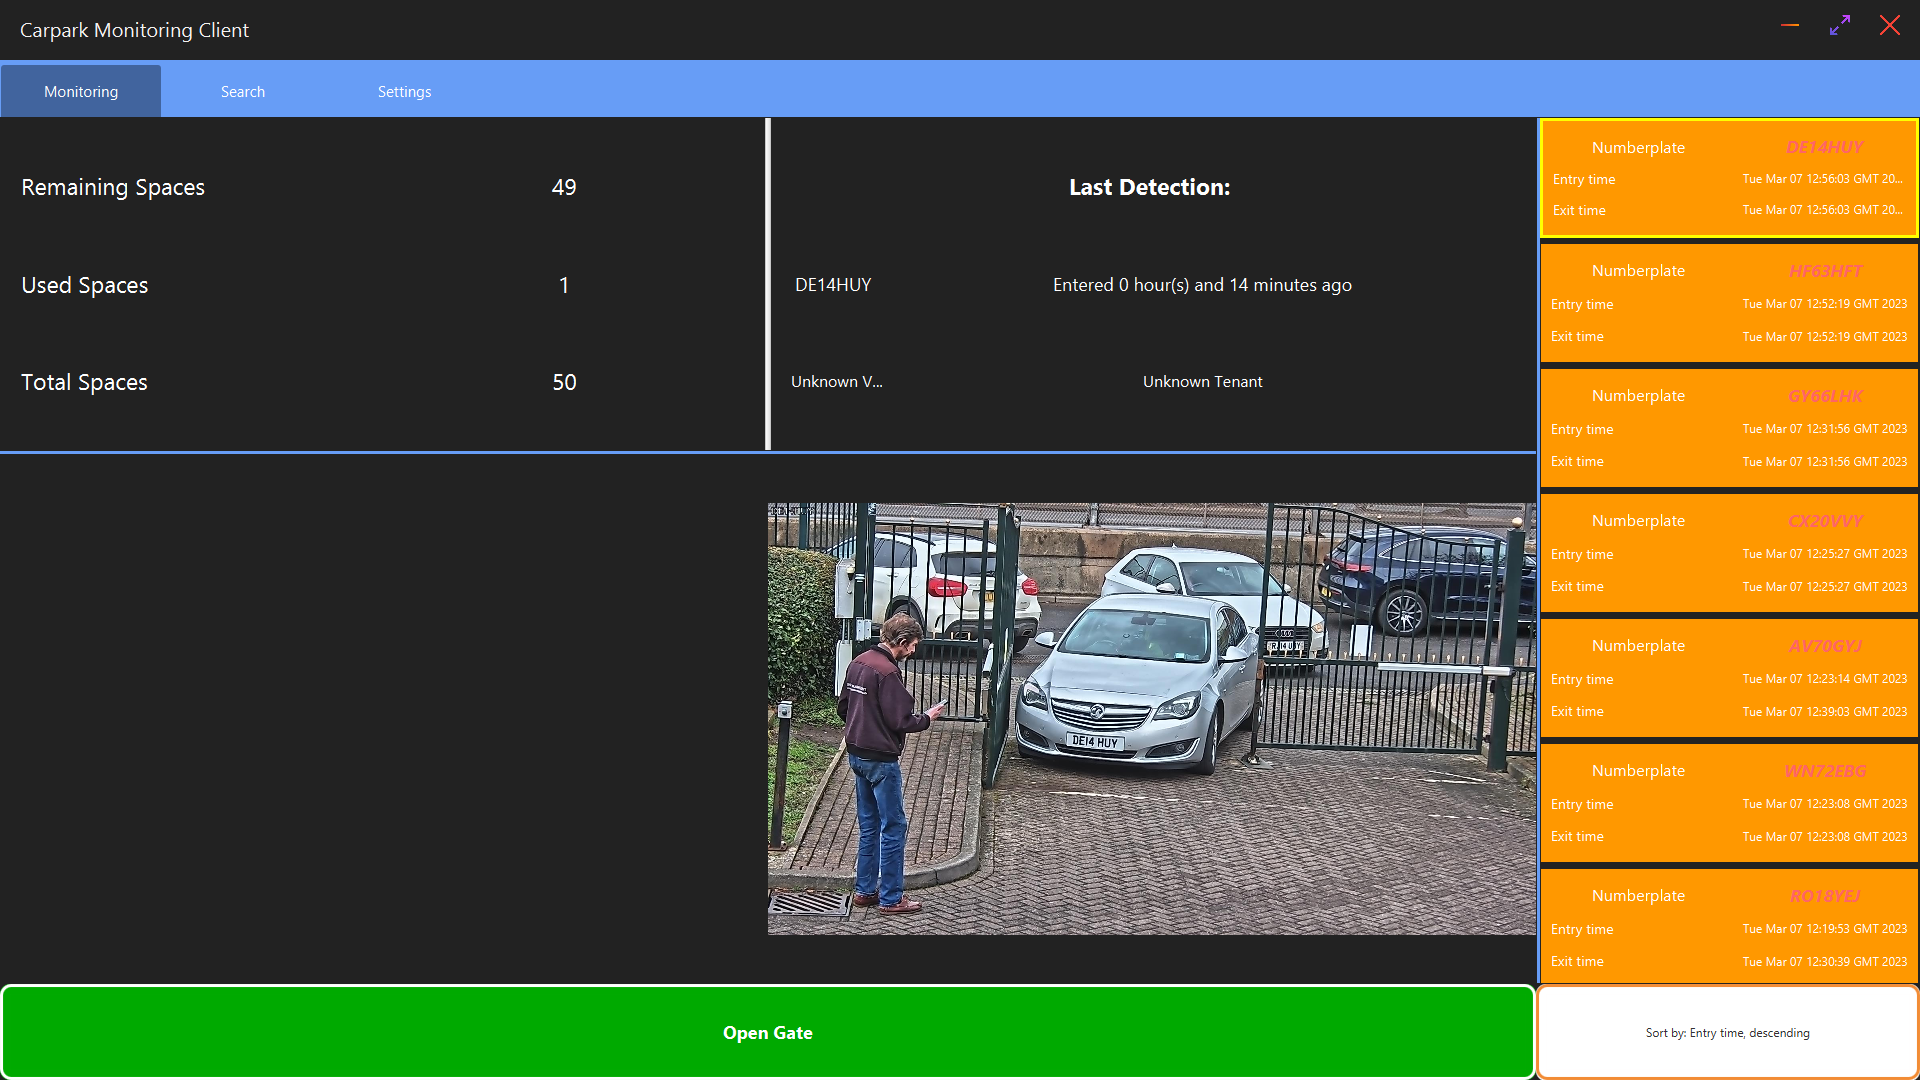 Carpark Monitoring Client
Monitoring
Search
Settings
Remaining Spaces 49
Used Spaces 1
Total Spaces 50
Last Detection:
DE14HUY Entered 0 hour(s) and 14 minutes ago
Unknown V... Unknown Tenant
DE14 HUY
Numberplate DE14HUY
Entry time Tue Mar 07 12:56:03 GMT 20...
Exit time Tue Mar 07 12:56:03 GMT 20...
Numberplate HF63HFT
Entry time Tue Mar 07 12:52:19 GMT 2023
Exit time Tue Mar 07 12:52:19 GMT 2023
Numberplate GY66LHK
Entry time Tue Mar 07 12:31:56 GMT 2023
Exit time Tue Mar 07 12:31:56 GMT 2023
Numberplate CX20VVY
Entry time Tue Mar 07 12:25:27 GMT 2023
Exit time Tue Mar 07 12:25:27 GMT 2023
Numberplate AV70GYJ
Entry time Tue Mar 07 12:23:14 GMT 2023
Exit time Tue Mar 07 12:39:03 GMT 2023
Numberplate WN72EBG
Entry time Tue Mar 07 12:23:08 GMT 2023
Exit time Tue Mar 07 12:23:08 GMT 2023
Numberplate RO18YEJ
Entry time Tue Mar 07 12:19:53 GMT 2023
Exit time Tue Mar 07 12:30:39 GMT 2023
Open Gate
Sort by: Entry time, descending